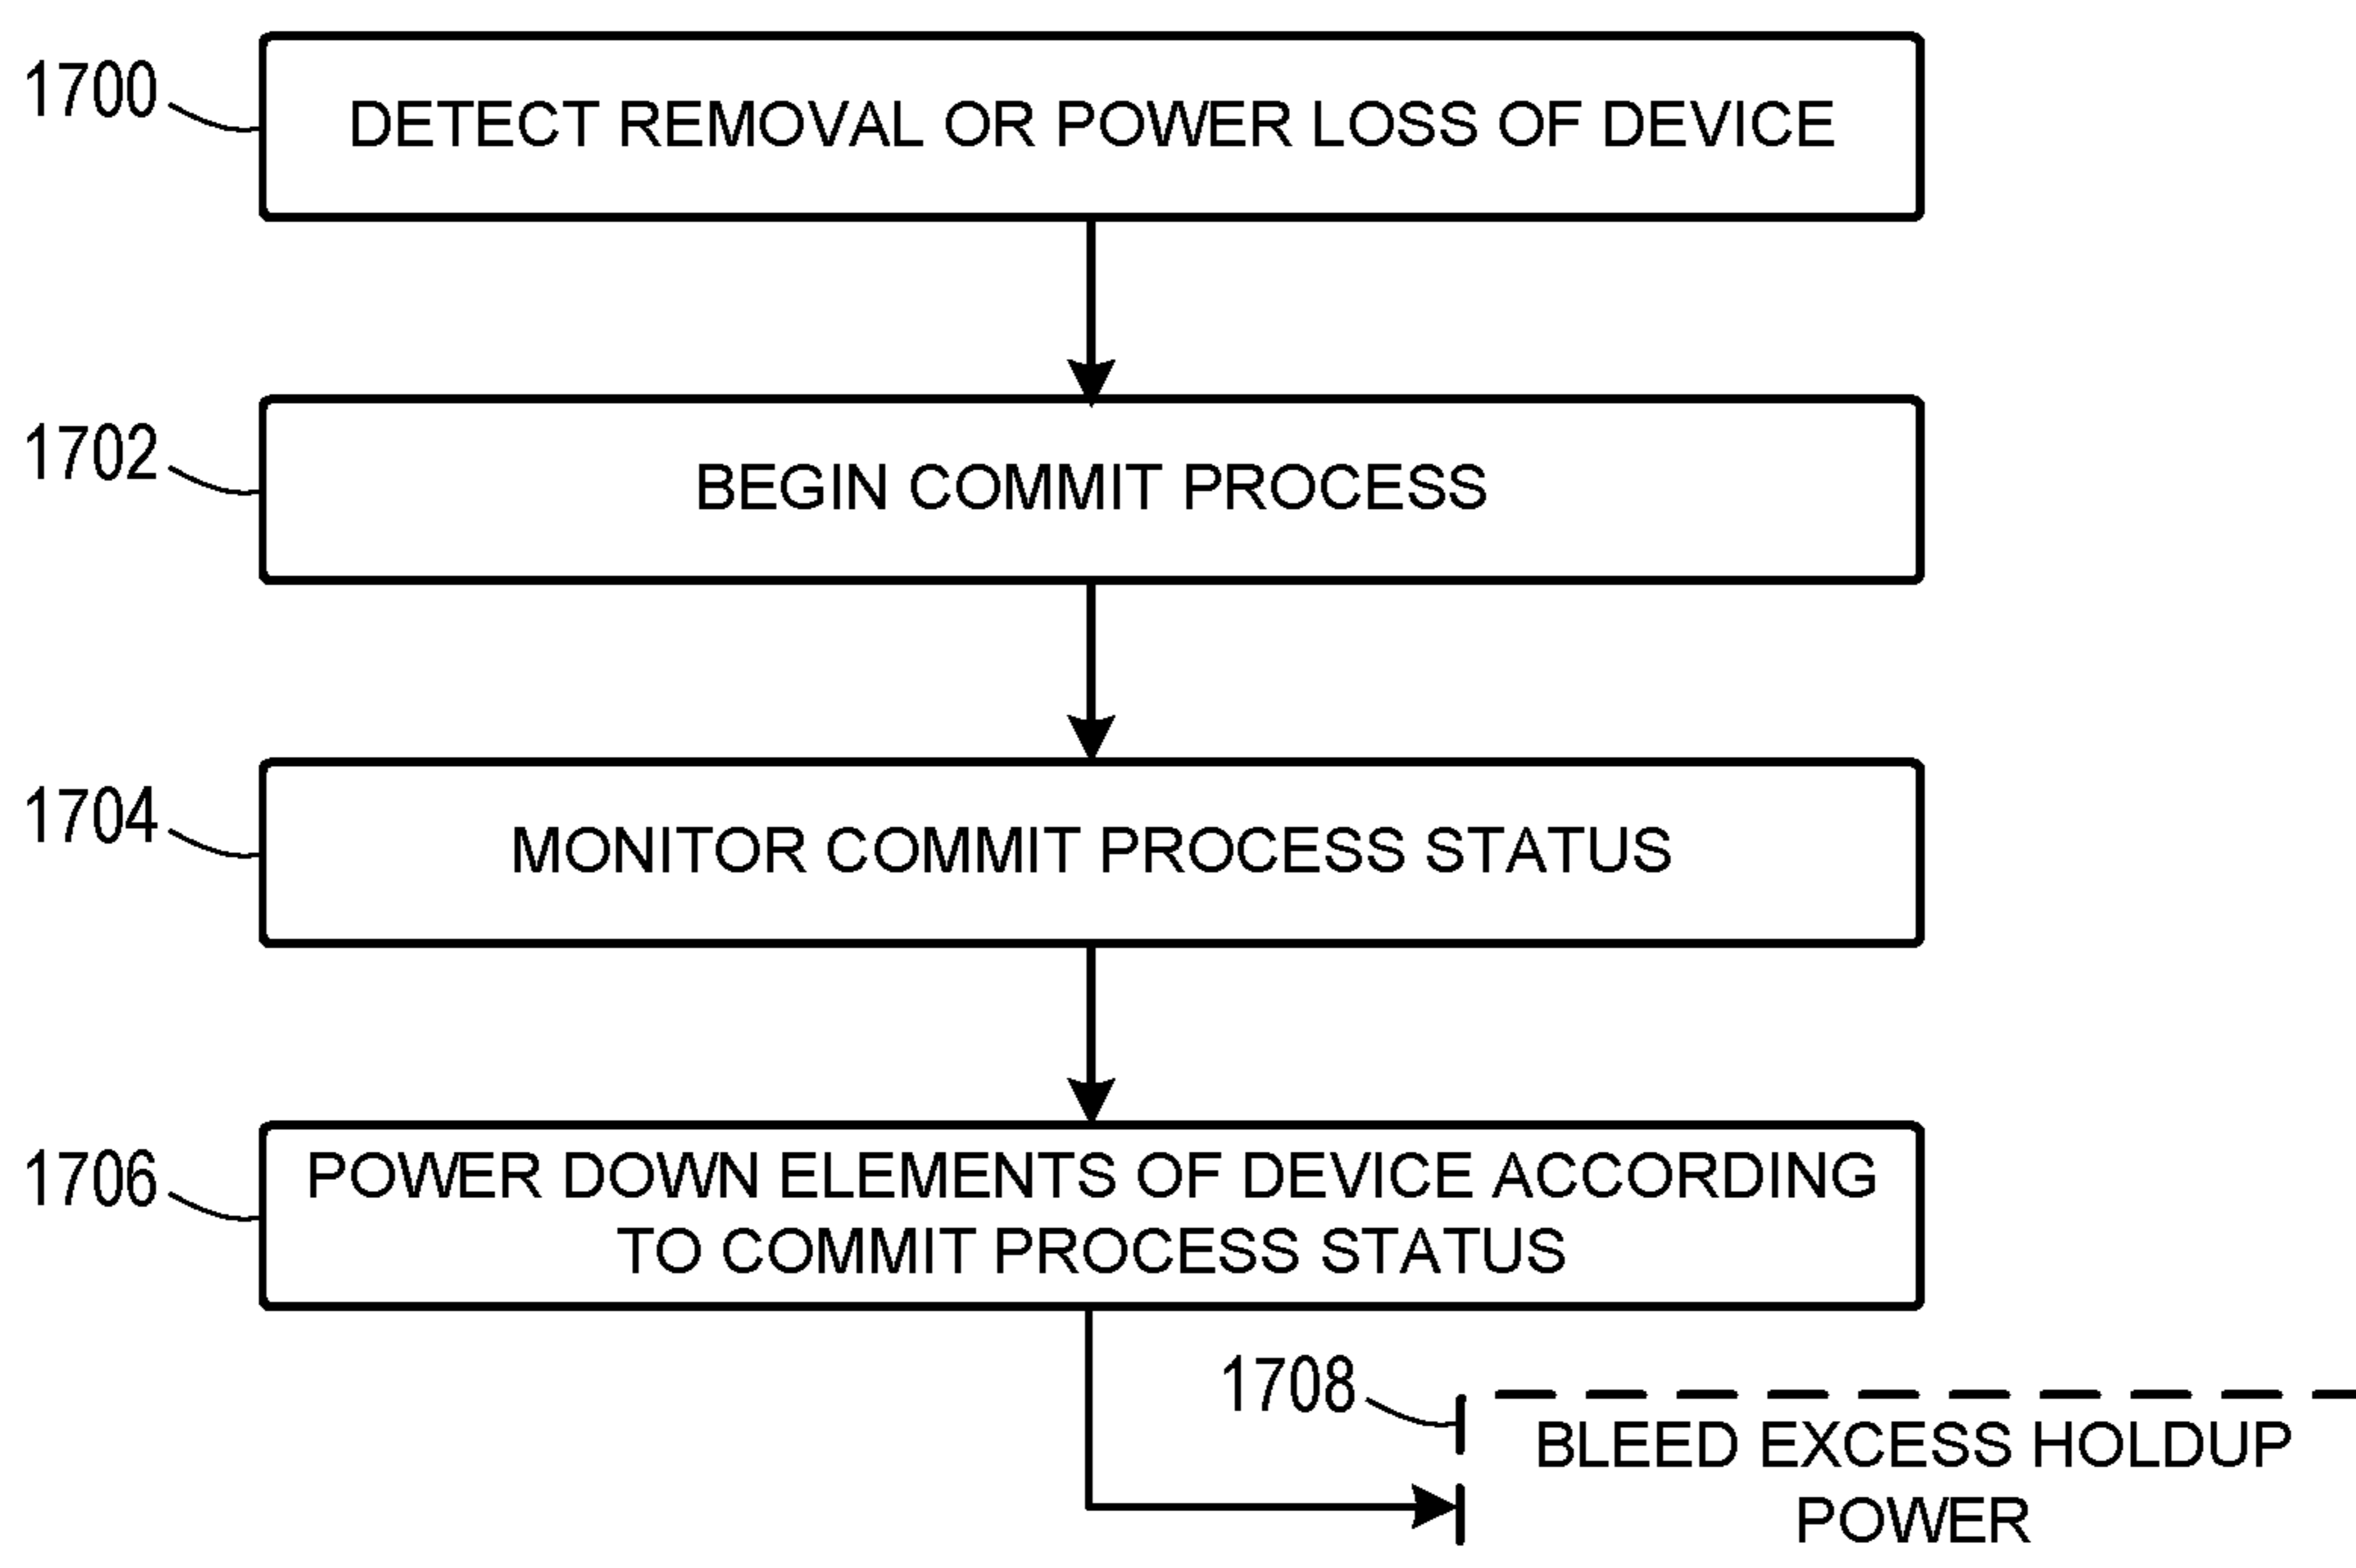 1700
DETECT REMOVAL OR POWER LOSS OF DEVICE
1702
BEGIN COMMIT PROCESS
1704
MONITOR COMMIT PROCESS STATUS
1706
POWER DOWN ELEMENTS OF DEVICE ACCORDING
TO COMMIT PROCESS STATUS
1708
BLEED EXCESS HOLDUP
POWER